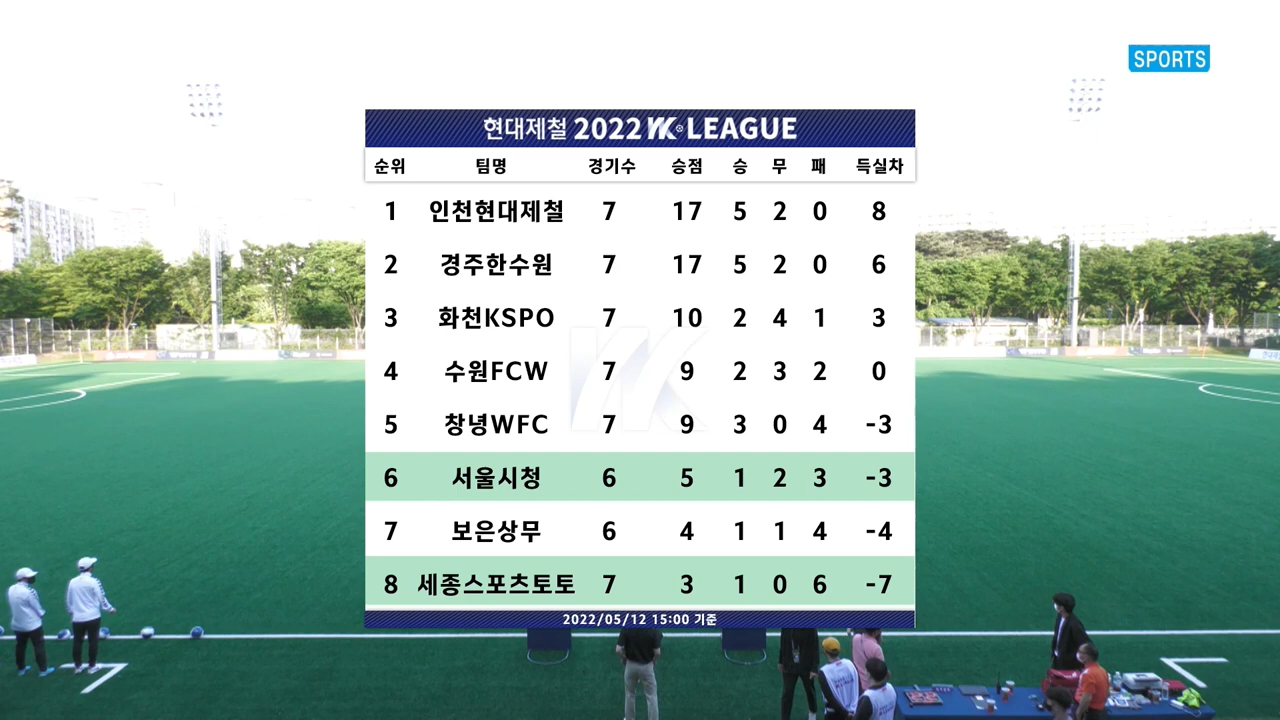 SPORTS
현대제철 2022 WK LEAGUE
순위 팀명 경기수 승점 승 무 패 득실차
1 인천현대제철 7 17 5 2 0 8
2 경주한수원 7 17 5 2 0 6
3 화천KSPO 7 10 2 4 1 3
4 수원FCW 7 9 2 3 2 0
5 창녕WFC 7 9 3 0 4 -3
6 서울시청 6 5 1 2 3 -3
7 보은상무 6 4 1 1 4 -4
8 세종스포츠토토 7 3 1 0 6 -7
2022/05/12 15:00 기준